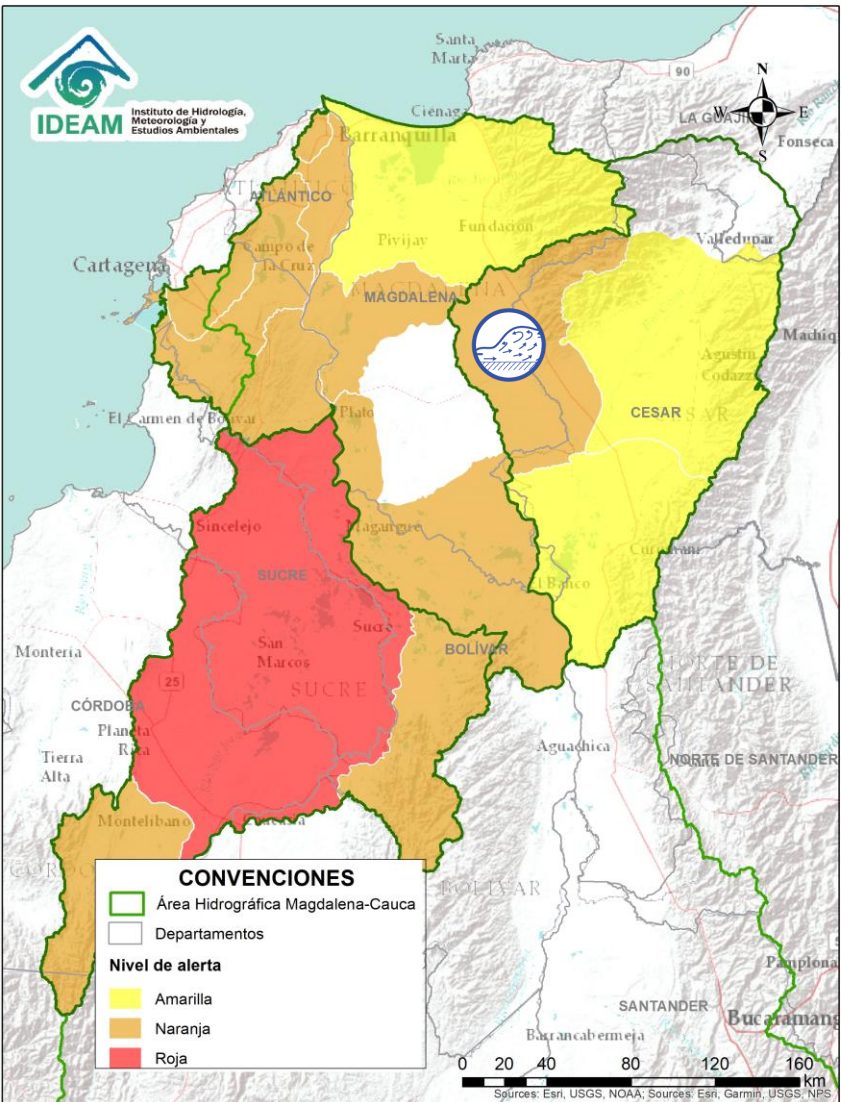 IDEAM
Instituto de Hidrología,
Meteorología y
Estudios Ambientales
Santa
Marta
90
N
W
E
S
LA GUAJIRA
Fonseca
Ciénaga
Barranquilla
ATLÁNTICO
Valledupar
Cartagena
Campo de
la Cruz
Pivijay
Fundación
MAGDALENA
MAGDALENA
Agustín
Codazzi
CESAR
CESAR
El Carmen de Bolívar
Plato
Sincelejo
Magangué
SUCRE
El Banco
Sucre
Montería
San
Marcos
BOLÍVAR
SUCRE
NORTE DE
SANTANDER
25
CÓRDOBA
Planeta
Rica
Tierra
Alta
Aguachica
NORTE DE SANTANDER
Montelíbano
BOLÍVAR
CONVENCIONES
Área Hidrográfica Magdalena-Cauca
Departamentos
Nivel de alerta
Amarilla
Naranja
Roja
Pamplona
SANTANDER
Barrancabermeja
0 20 40 80 120 160
km
Sources: Esri, USGS, NOAA; Sources: Esri, Garmin, USGS, NPS